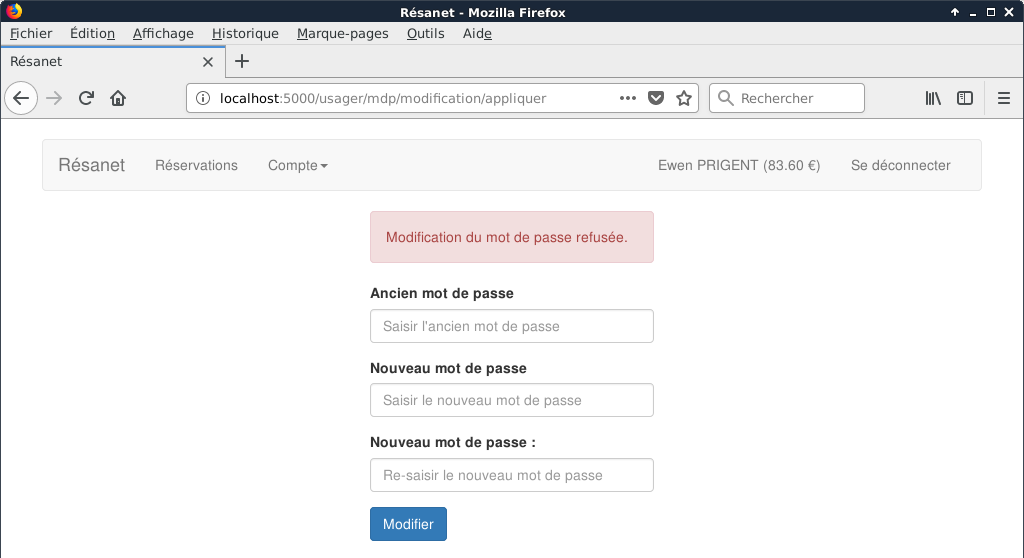 Résanet - Mozilla Firefox
Fichier Édition Affichage Historique Marque-pages Outils Aide
Résanet
localhost:5000/usager/mdp/modification/appliquer Rechercher
Résanet Réservations Compte Ewen PRIGENT (83.60 €) Se déconnecter
Modification du mot de passe refusée.
Ancien mot de passe
Saisir l'ancien mot de passe
Nouveau mot de passe
Saisir le nouveau mot de passe
Nouveau mot de passe :
Re-saisir le nouveau mot de passe
Modifier